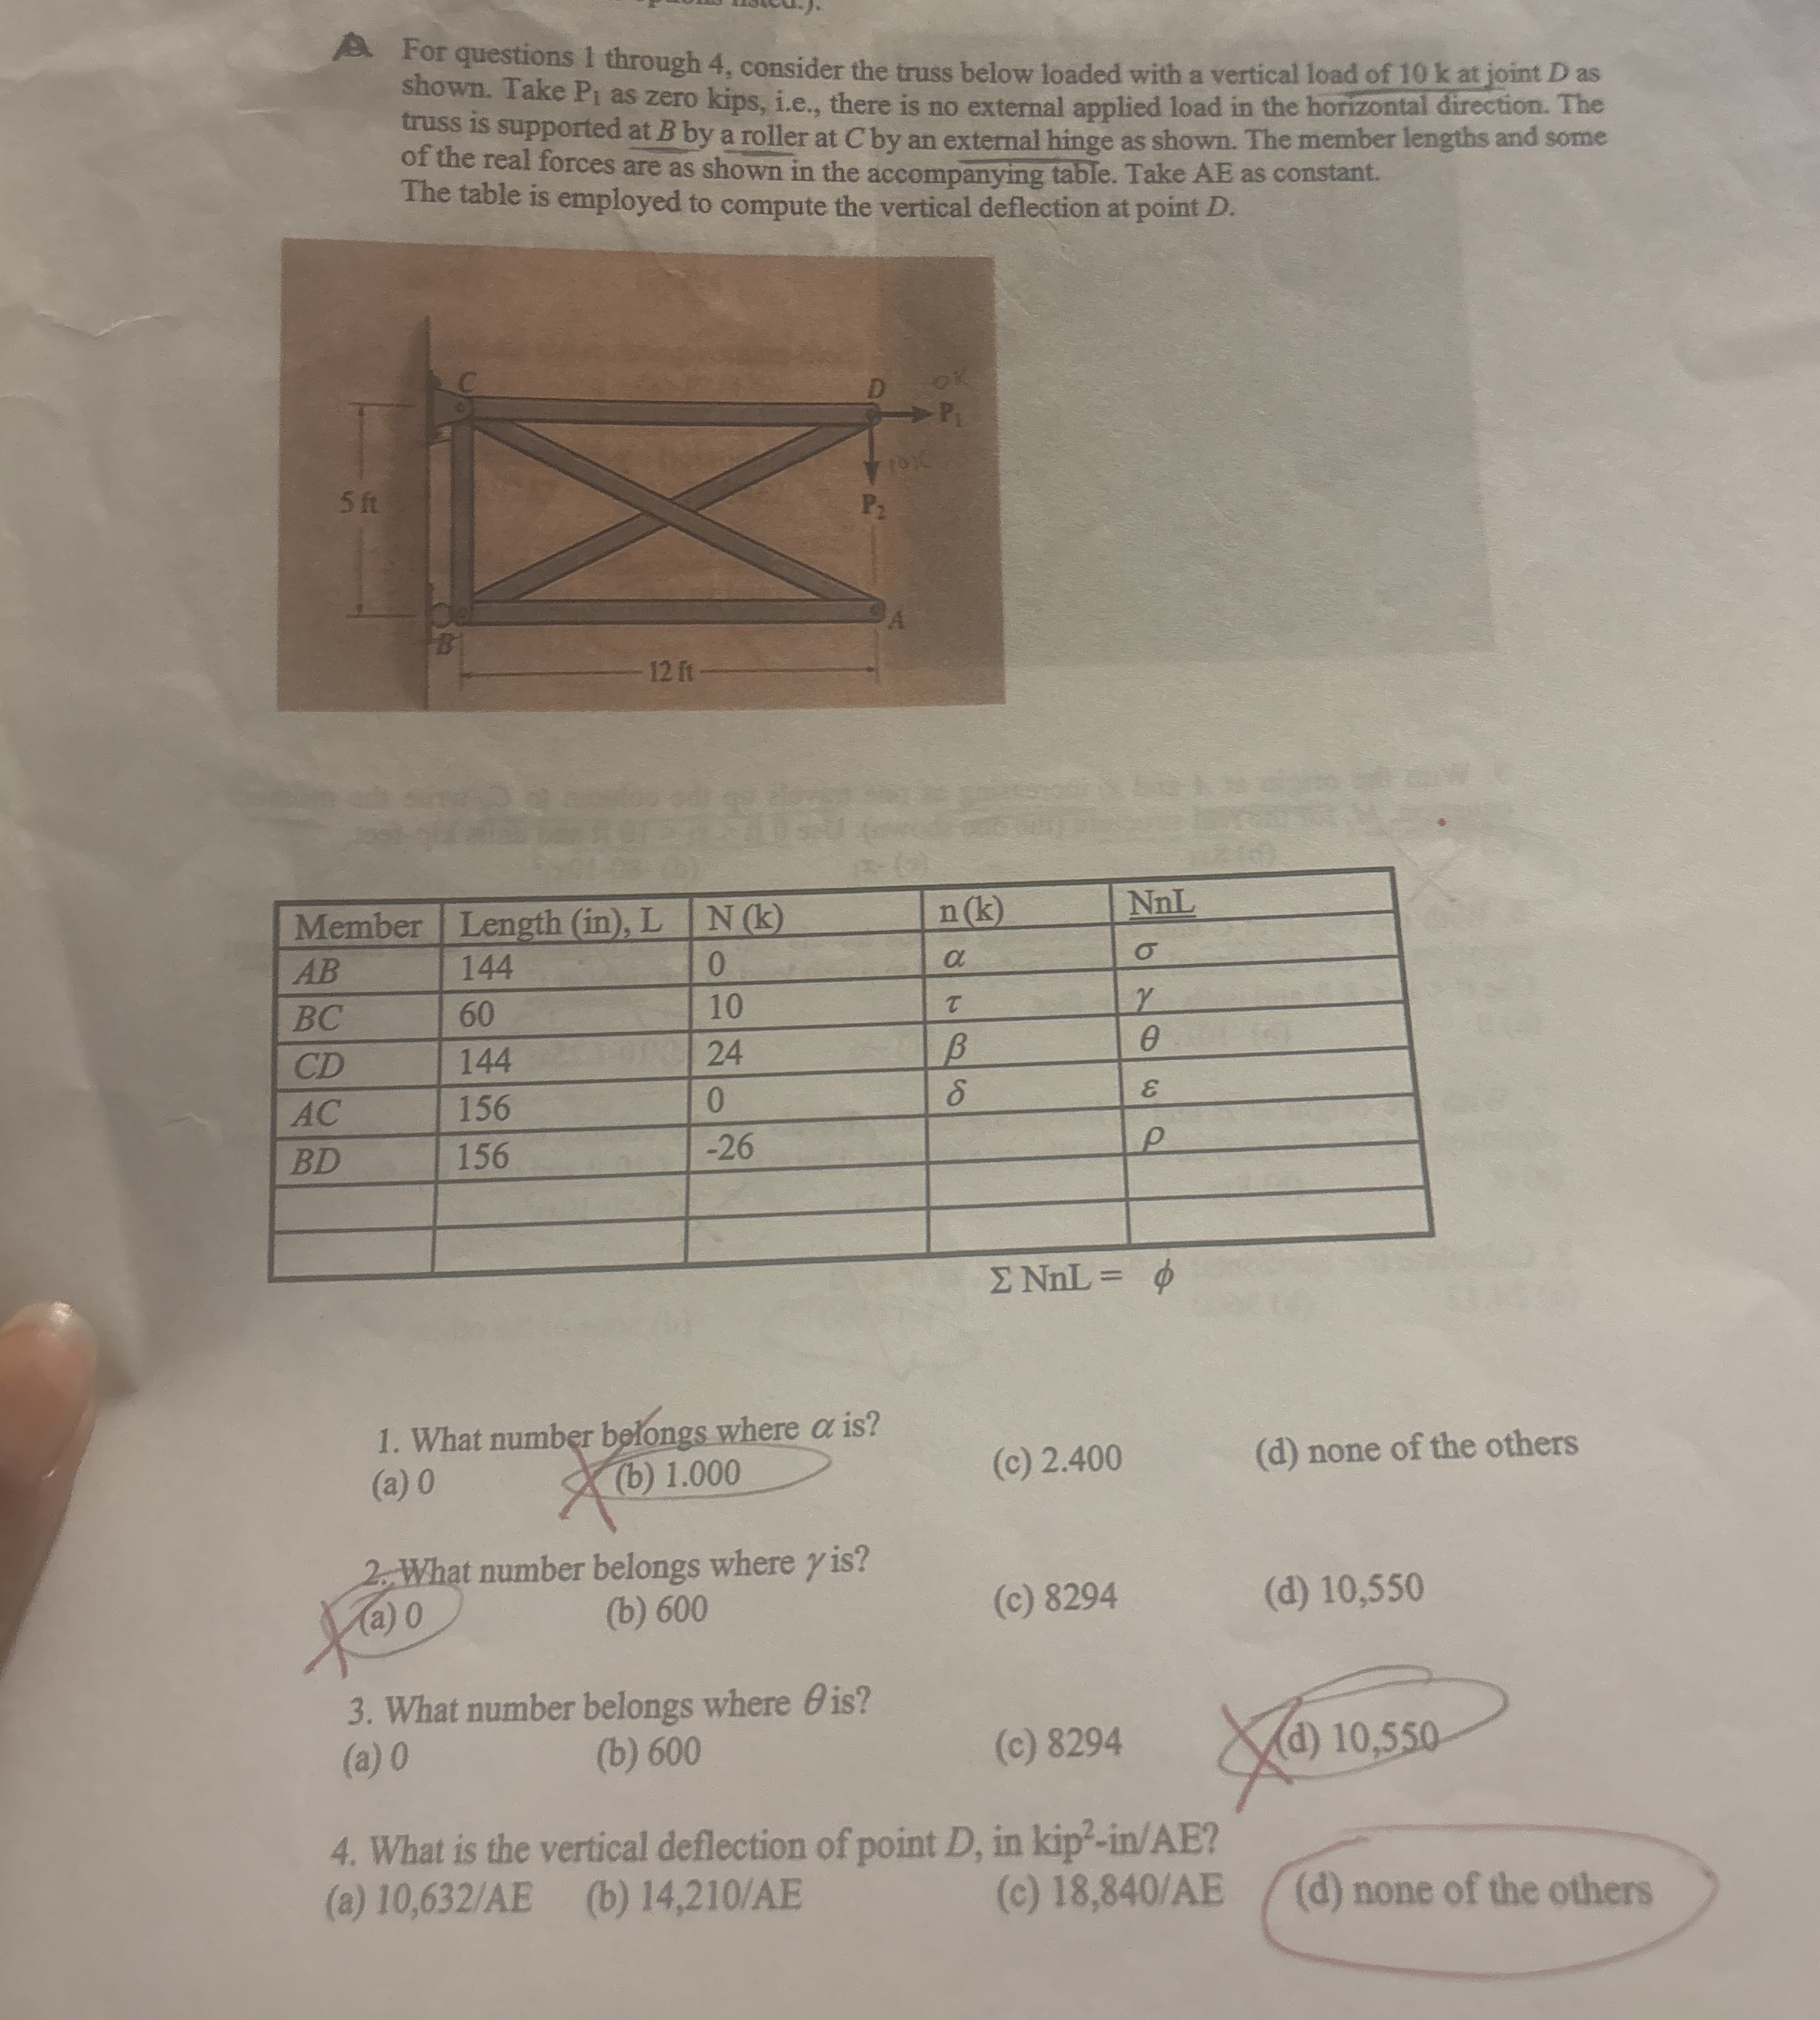 A For questions 1 through 4, consider the truss below loaded with a vertical load of 10 k at joint D as
shown. Take P₁ as zero kips, i.e., there is no external applied load in the horizontal direction. The
truss is supported at B by a roller at C by an external hinge as shown. The member lengths and some
of the real forces are as shown in the accompanying table. Take AE as constant.
The table is employed to compute the vertical deflection at point D.
C D 0K
P₁
10K
5 ft P₂
A
B
12 ft
Member Length (in), L N (k) n(k) NnL
AB 144 0 α σ
BC 60 10 τ γ
CD 144 24 β θ
AC 156 0 δ ε
BD 156 -26 ρ
Σ NnL = ϕ
1. What number belongs where α is?
(a) 0 (b) 1.000 (c) 2.400 (d) none of the others
2. What number belongs where γ is?
(a) 0 (b) 600 (c) 8294 (d) 10,550
3. What number belongs where θ is?
(a) 0 (b) 600 (c) 8294 (d) 10,550
4. What is the vertical deflection of point D, in kip²-in/AE?
(a) 10,632/AE (b) 14,210/AE (c) 18,840/AE (d) none of the others